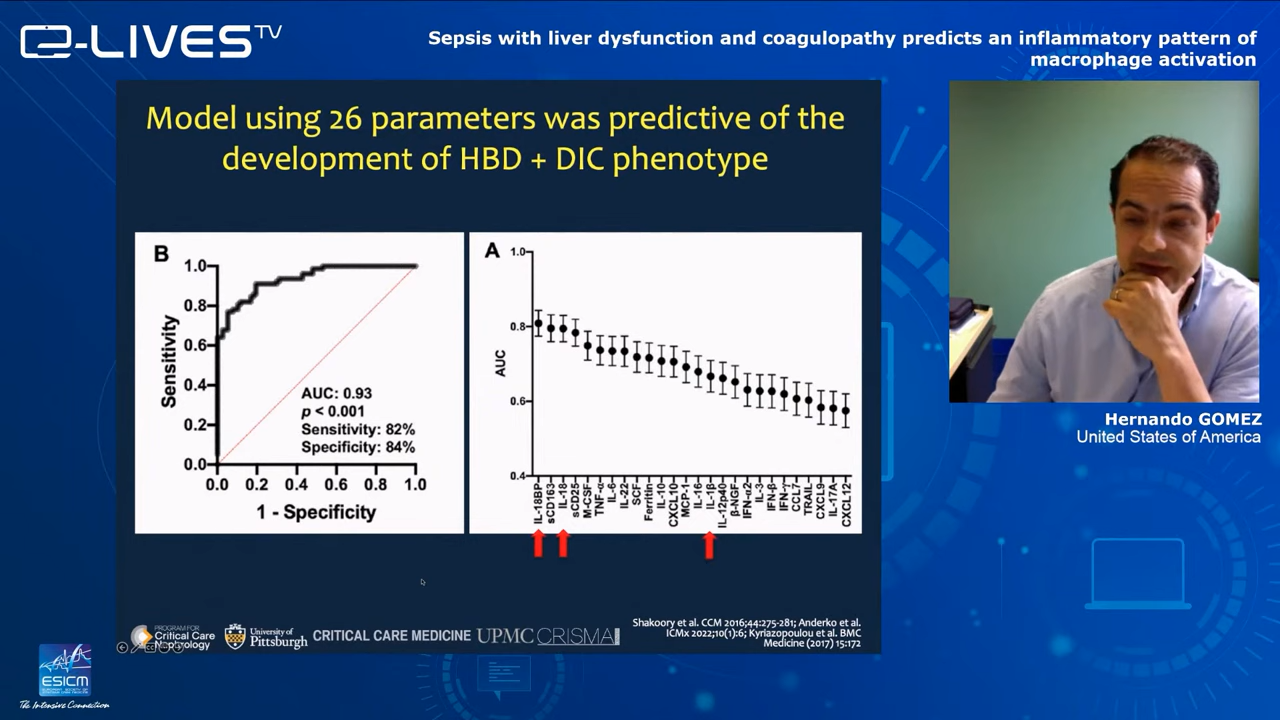 e-LIVES TV
Sepsis with liver dysfunction and coagulopathy predicts an inflammatory pattern of
macrophage activation
Model using 26 parameters was predictive of the
development of HBD + DIC phenotype
B
1.0
0.8
0.6
0.4
0.2
0.0
Sensitivity
AUC: 0.93
p < 0.001
Sensitivity: 82%
Specificity: 84%
0.0 0.2 0.4 0.6 0.8 1.0
1 - Specificity
A
1.0
0.8
0.6
0.4
AUC
IL-18BP
sCD163
IL-18
sCD25
M-CSF
TNF-α
IL-6
IL-22
SCF
Ferritin
IL-10
CXCL10
MCP-1
IL-16
IL-1β
IL-12p40
β-NGF
IFN-α2
IL-3
IFN-β
IFN-γ
CCL7
TRAIL
CXCL9
IL-17A
CXCL12
Hernando GOMEZ
United States of America
PROGRAM FOR
Critical Care
Nephrology
University of
Pittsburgh
CRITICAL CARE MEDICINE
UPMC
CRISMA
Shakoory et al. CCM 2016;44:275-281; Anderko et al.
ICMx 2022;10(1):6; Kyriazopoulou et al. BMC
Medicine (2017) 15:172
ESICM
EUROPEAN SOCIETY OF
The Intensive Connection